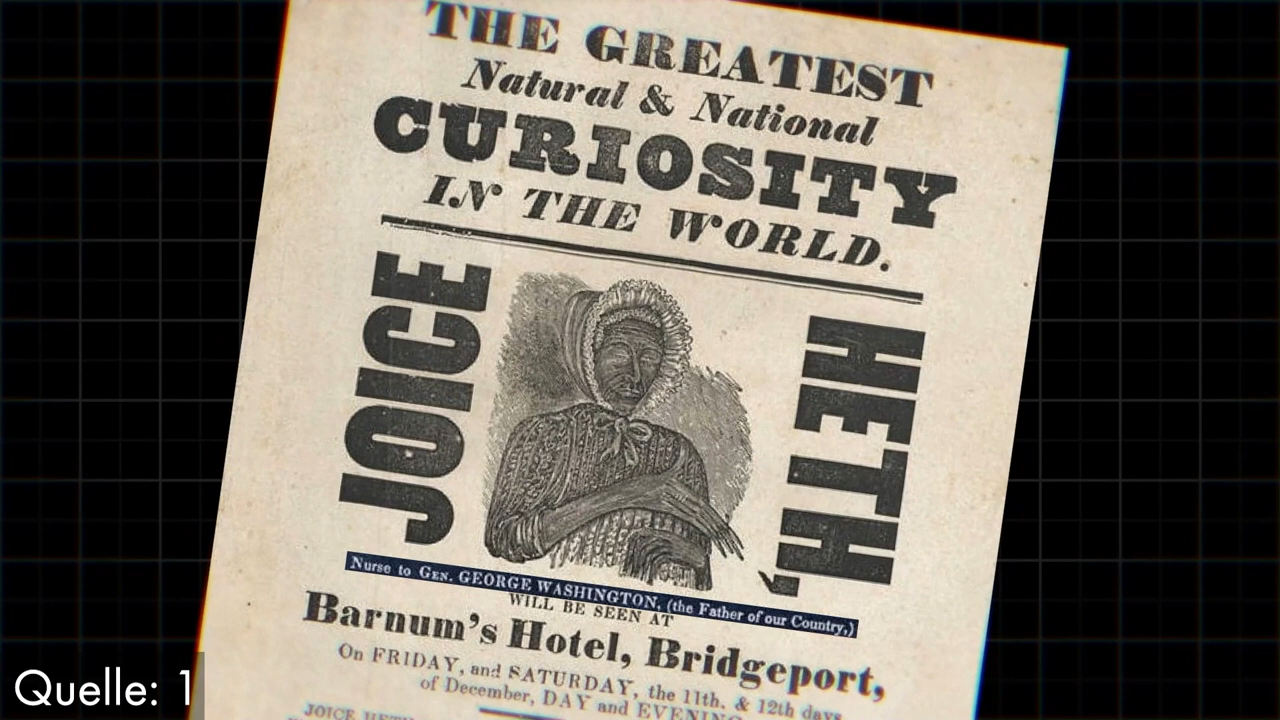 THE GREATEST
Natural & National
CURIOSITY
IN THE WORLD.
JOICE
HETH,
Nurse to GEN. GEORGE WASHINGTON, (the Father of our Country,)
WILL BE SEEN AT
Barnum's Hotel, Bridgeport,
On FRIDAY, and SATURDAY, the 11th. & 12th days
of December, DAY and EVENING
JOICE HETH
Quelle: 1